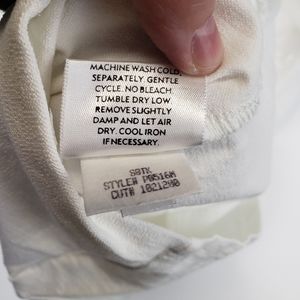 MACHINE WASH COLD,
SEPARATELY. GENTLE
CYCLE. NO BLEACH.
TUMBLE DRY LOW
REMOVE SLIGHTLY
DAMP AND LET AIR
DRY. COOL IRON
IF NECESSARY.
SBTK
STYLE# P0516M
CUT# 1021280